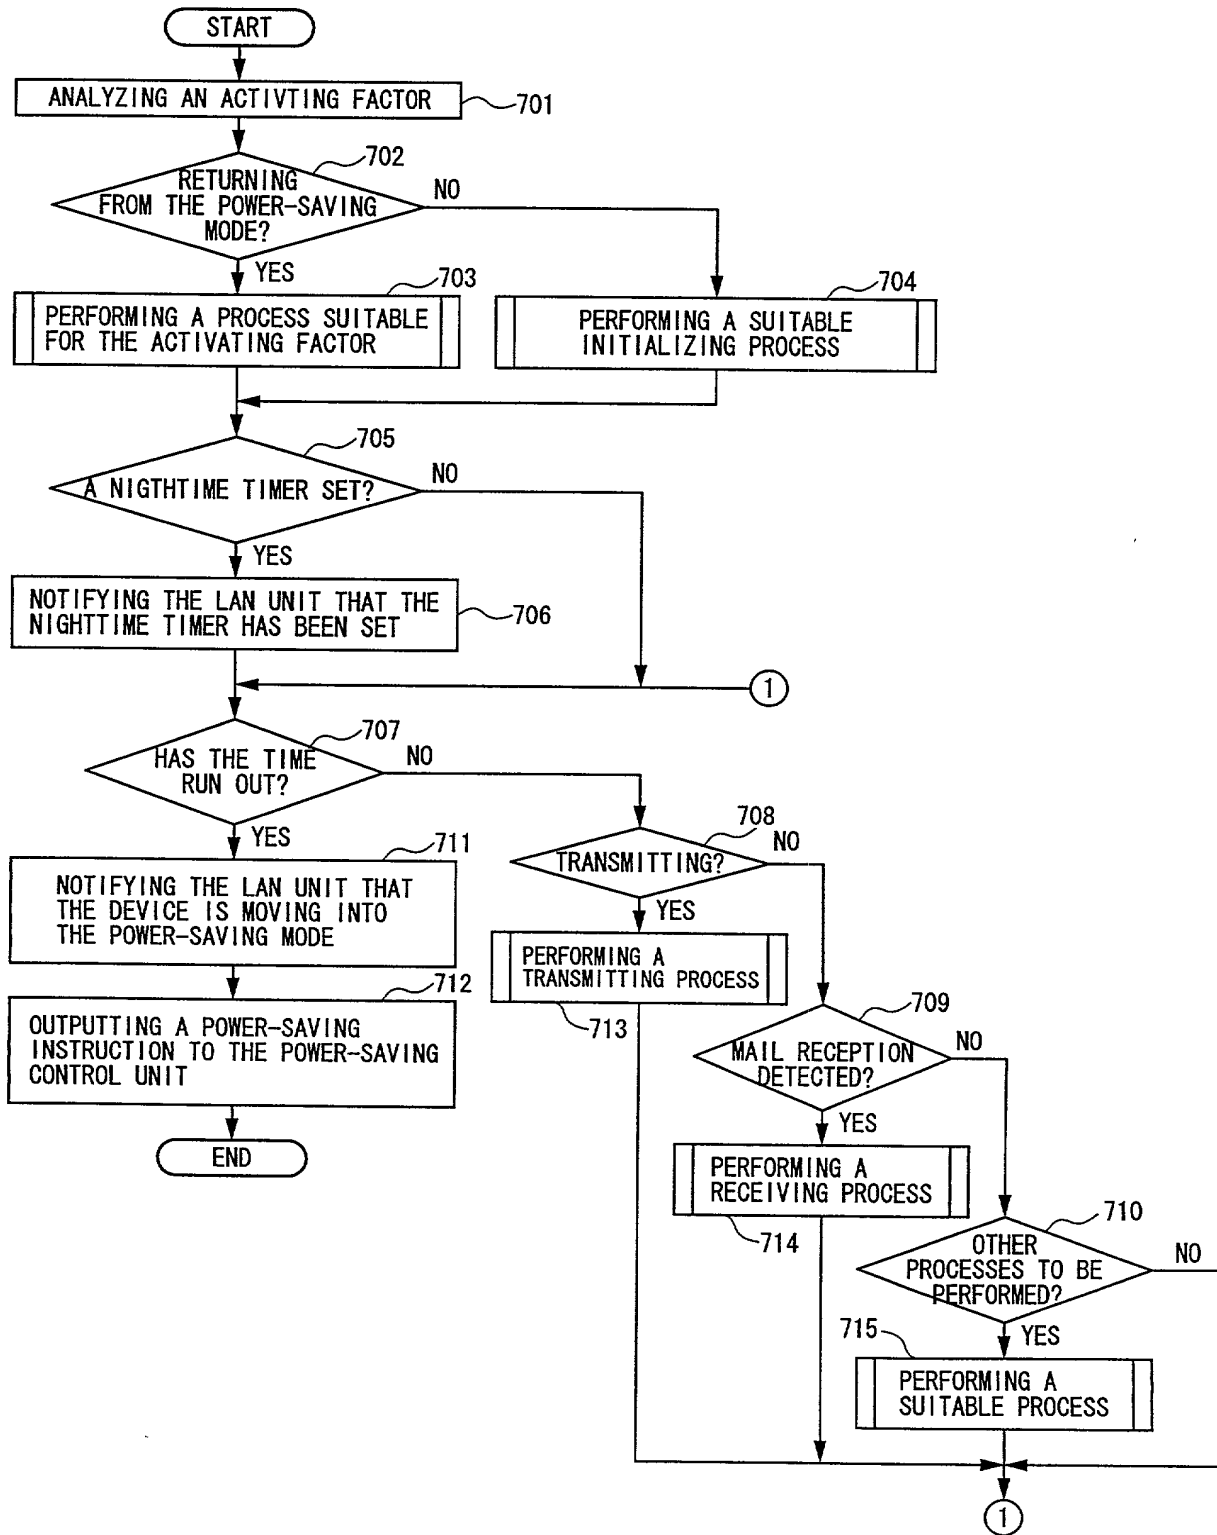 START
ANALYZING AN ACTIVTING FACTOR
701
702
RETURNING
FROM THE POWER-SAVING
MODE?
NO
YES
703
PERFORMING A PROCESS SUITABLE
FOR THE ACTIVATING FACTOR
704
PERFORMING A SUITABLE
INITIALIZING PROCESS
705
A NIGTHTIME TIMER SET?
NO
YES
NOTIFYING THE LAN UNIT THAT THE
NIGHTTIME TIMER HAS BEEN SET
706
1
707
HAS THE TIME
RUN OUT?
NO
YES
708
TRANSMITTING?
NO
YES
711
NOTIFYING THE LAN UNIT THAT
THE DEVICE IS MOVING INTO
THE POWER-SAVING MODE
PERFORMING A
TRANSMITTING PROCESS
713
712
OUTPUTTING A POWER-SAVING
INSTRUCTION TO THE POWER-SAVING
CONTROL UNIT
END
709
MAIL RECEPTION
DETECTED?
NO
YES
PERFORMING A
RECEIVING PROCESS
714
710
OTHER
PROCESSES TO BE
PERFORMED?
NO
YES
715
PERFORMING A
SUITABLE PROCESS
1